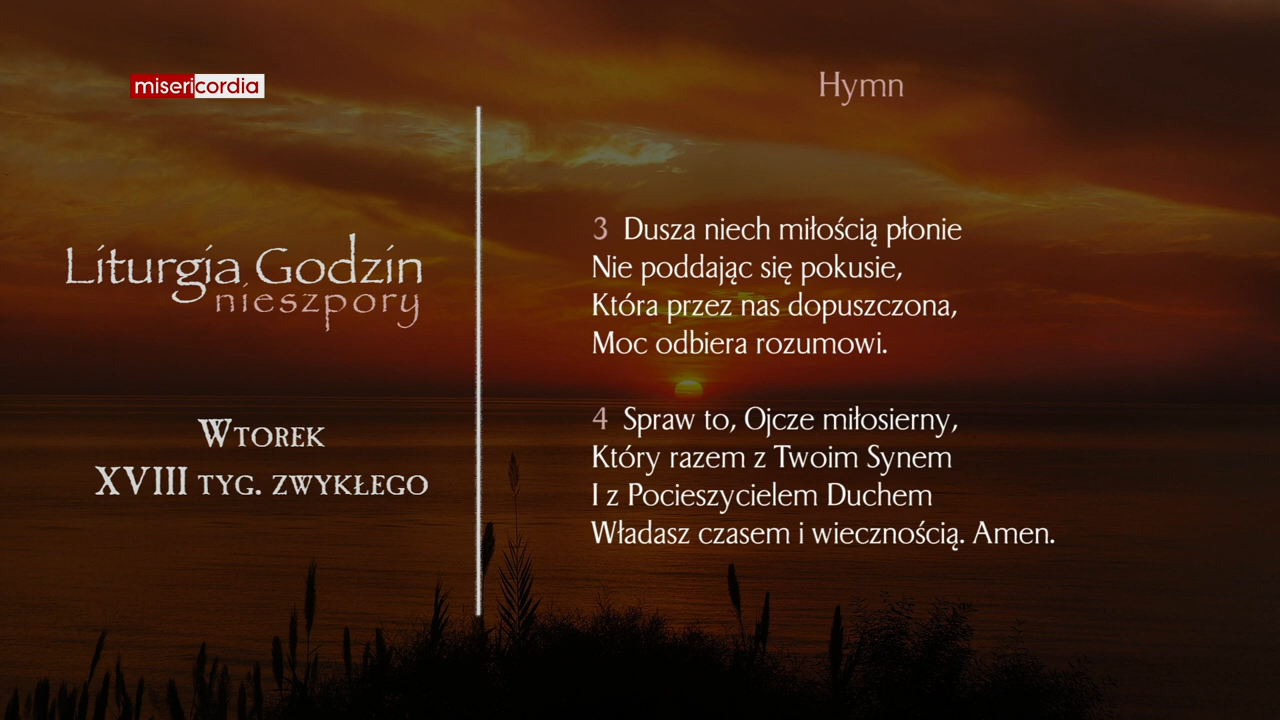 misericordia
Liturgia Godzin
nieszpory
Wtorek
XVIII tyg. zwykłego
Hymn
3 Dusza niech miłością płonie
Nie poddając się pokusie,
Która przez nas dopuszczona,
Moc odbiera rozumowi.
4 Spraw to, Ojcze miłosierny,
Który razem z Twoim Synem
I z Pocieszycielem Duchem
Władasz czasem i wiecznością. Amen.